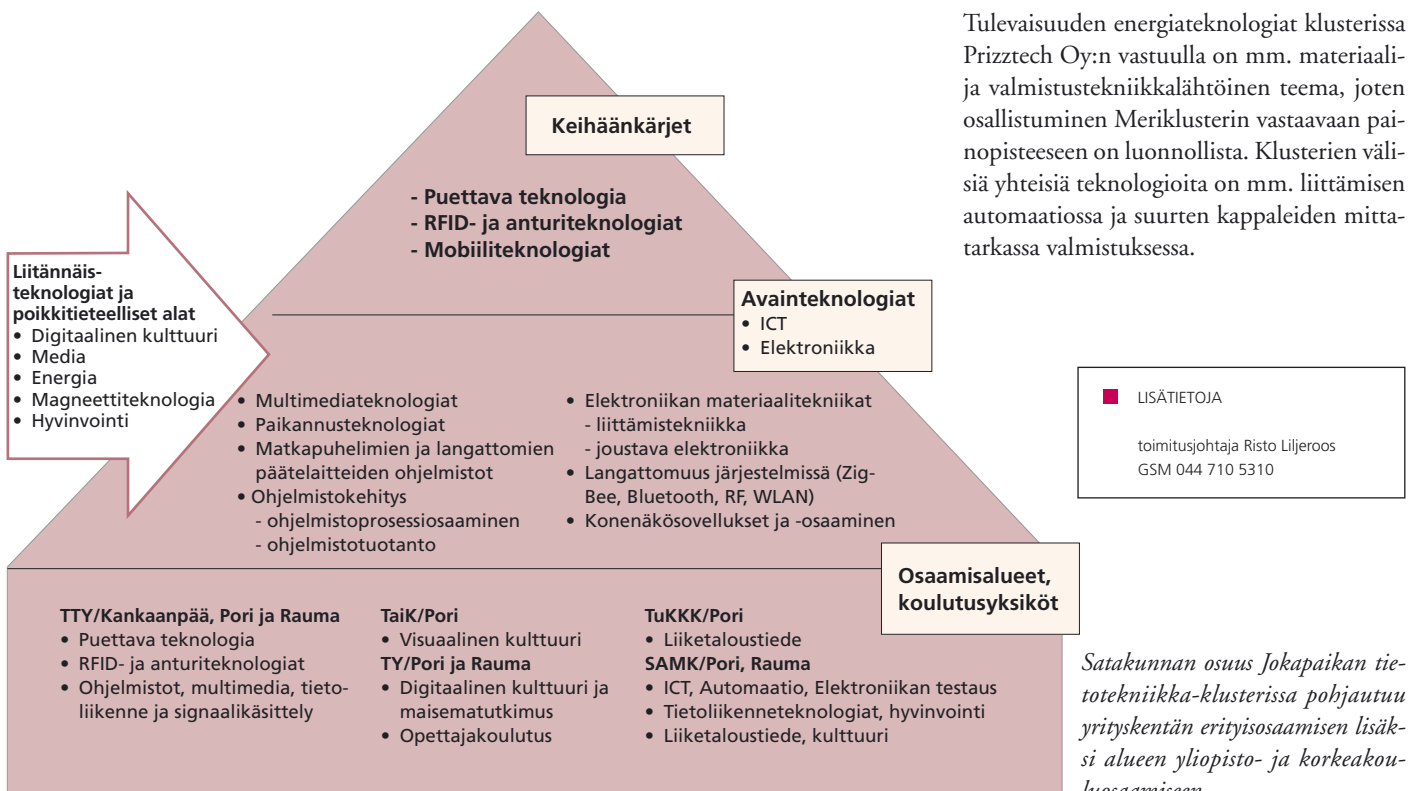 Tulevaisuuden energiateknologiat klusterissa
Prizztech Oy:n vastuulla on mm. materiaali-
ja valmistustekniikkalähtöinen teema, joten
osallistuminen Meriklusterin vastaavaan pai-
nopisteeseen on luonnollista. Klusterien väli-
siä yhteisiä teknologioita on mm. liittämisen
automaatiossa ja suurten kappaleiden mitta-
tarkassa valmistuksessa.
Keihäänkärjet
- Puettava teknologia
- RFID- ja anturiteknologiat
- Mobiiliteknologiat
Liitännäis-
teknologiat ja
poikkitieteelliset alat
• Digitaalinen kulttuuri
• Media
• Energia
• Magneettiteknologia
• Hyvinvointi
Avainteknologiat
• ICT
• Elektroniikka
• Multimediateknologiat
• Paikannusteknologiat
• Matkapuhelimien ja langattomien
päätelaitteiden ohjelmistot
• Ohjelmistokehitys
- ohjelmistoprosessiosaaminen
- ohjelmistotuotanto
• Elektroniikan materiaalitekniikat
- liittämistekniikka
- joustava elektroniikka
• Langattomuus järjestelmissä (Zig-
Bee, Bluetooth, RF, WLAN)
• Konenäkösovellukset ja -osaaminen
LISÄTIETOJA
toimitusjohtaja Risto Liljeroos
GSM 044 710 5310
Osaamisalueet,
koulutusyksiköt
TTY/Kankaanpää, Pori ja Rauma
• Puettava teknologia
• RFID- ja anturiteknologiat
• Ohjelmistot, multimedia, tieto-
liikenne ja signaalikäsittely
TaiK/Pori
• Visuaalinen kulttuuri
TY/Pori ja Rauma
• Digitaalinen kulttuuri ja
maisematutkimus
• Opettajakoulutus
TuKKK/Pori
• Liiketaloustiede
SAMK/Pori, Rauma
• ICT, Automaatio, Elektroniikan testaus
• Tietoliikenneteknologiat, hyvinvointi
• Liiketaloustiede, kulttuuri
Satakunnan osuus Jokapaikan tie-
totekniikka-klusterissa pohjautuu
yrityskentän erityisosaamisen lisäk-
si alueen yliopisto- ja korkeakou-
luosaamiseen